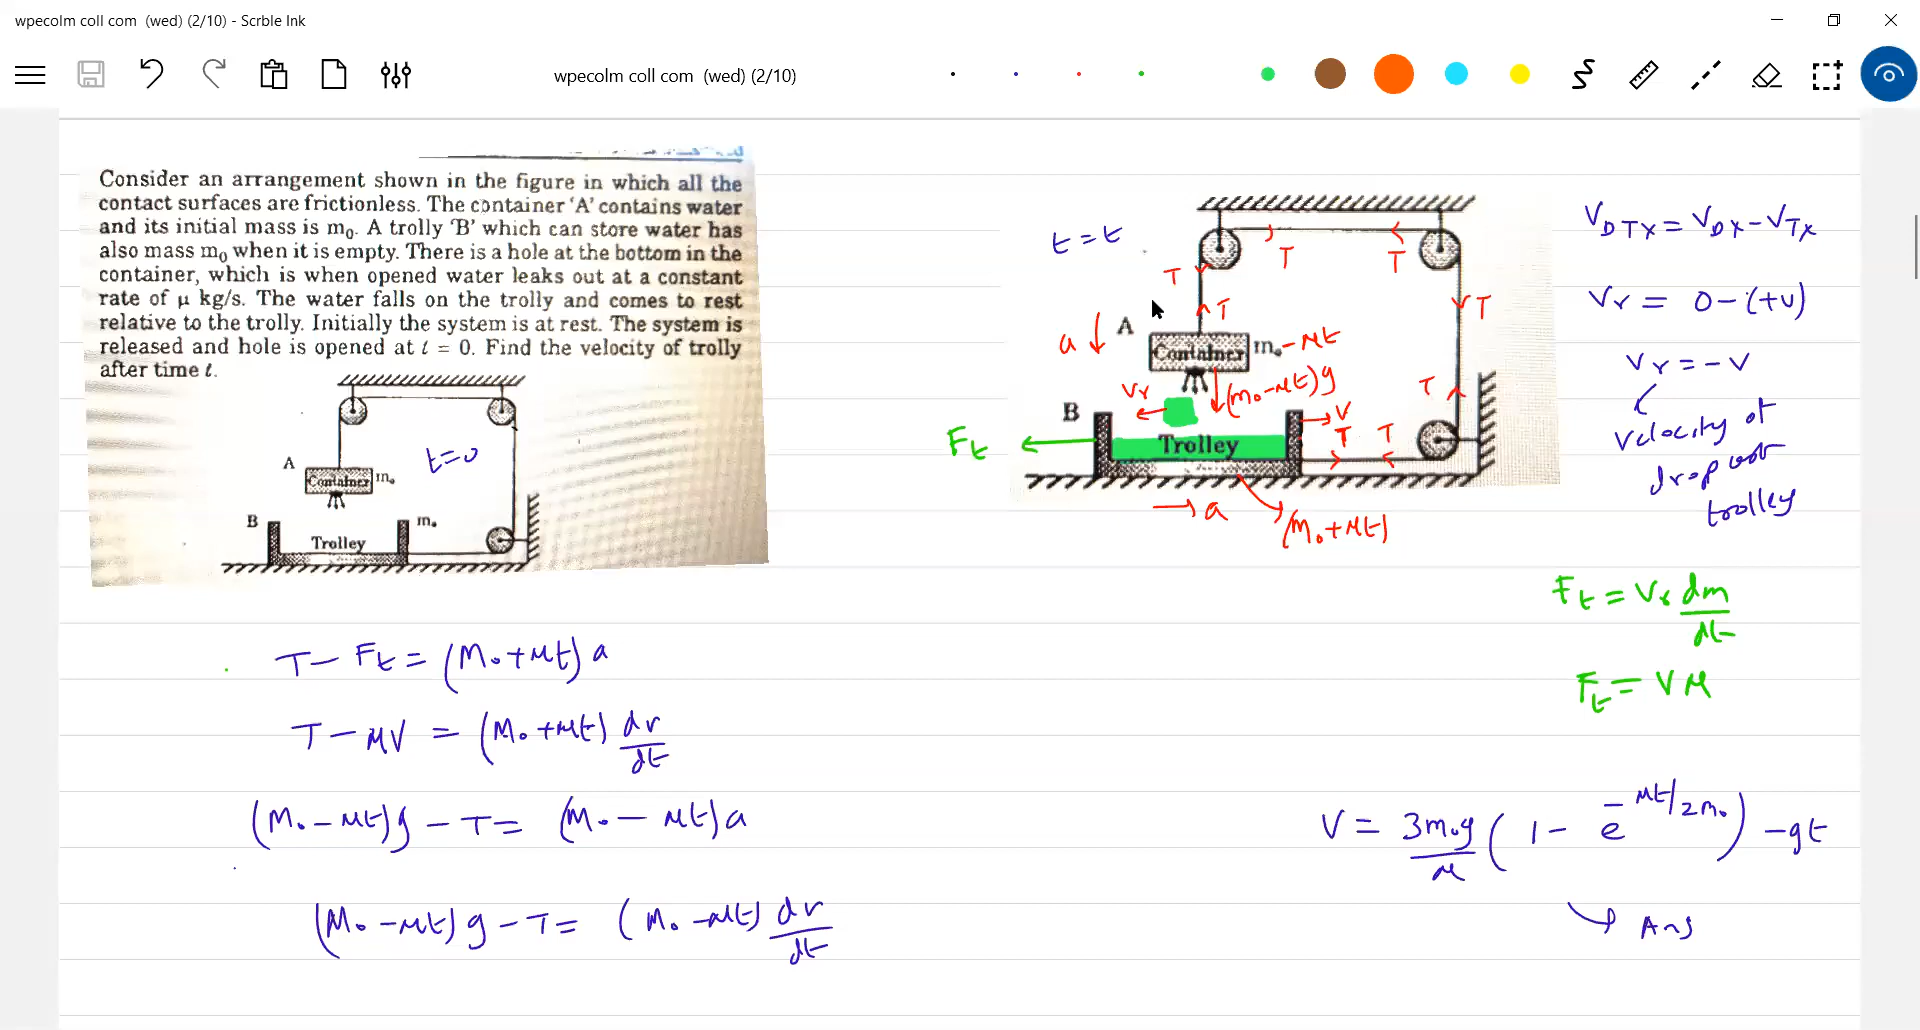 wpecolm coll com (wed) (2/10) - Scrble Ink
wpecolm coll com (wed) (2/10)
Consider an arrangement shown in the figure in which all the
contact surfaces are frictionless. The container 'A' contains water
and its initial mass is m₀. A trolly 'B' which can store water has
also mass m₀ when it is empty. There is a hole at the bottom in the
container, which is when opened water leaks out at a constant
rate of μ kg/s. The water falls on the trolly and comes to rest
relative to the trolly. Initially the system is at rest. The system is
released and hole is opened at t = 0. Find the velocity of trolly
after time t.
A
Container
m₀
t=0
B
m₀
Trolley
t = t
T
T
T
T
T
a
A
Container
m₀ - μt
(m₀-μt)g
Vr
B
V
T
T
T
Ft
Trolley
a
(m₀+μt)
V_DTx = V_Dx - V_Tx
Vr = 0 - (+v)
Vr = -V
velocity of
drop wrt
trolley
Ft = Vr dm/dt
Ft = Vμ
T - Ft = (m₀+μt) a
T - μV = (m₀+μt) dv/dt
(m₀-μt)g - T = (m₀ - μt)a
(m₀-μt)g - T = (m₀-μt) dv/dt
V = 3m₀g/μ (1 - e^(-μt/2m₀)) - gt
Ans